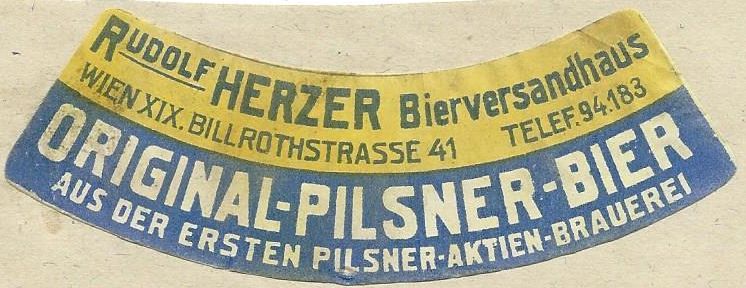 RUDOLF HERZER Bierversandhaus
WIEN XIX. BILLROTHSTRASSE 41 TELEF. 94.183
ORIGINAL-PILSNER-BIER
AUS DER ERSTEN PILSNER-AKTIEN-BRAUEREI